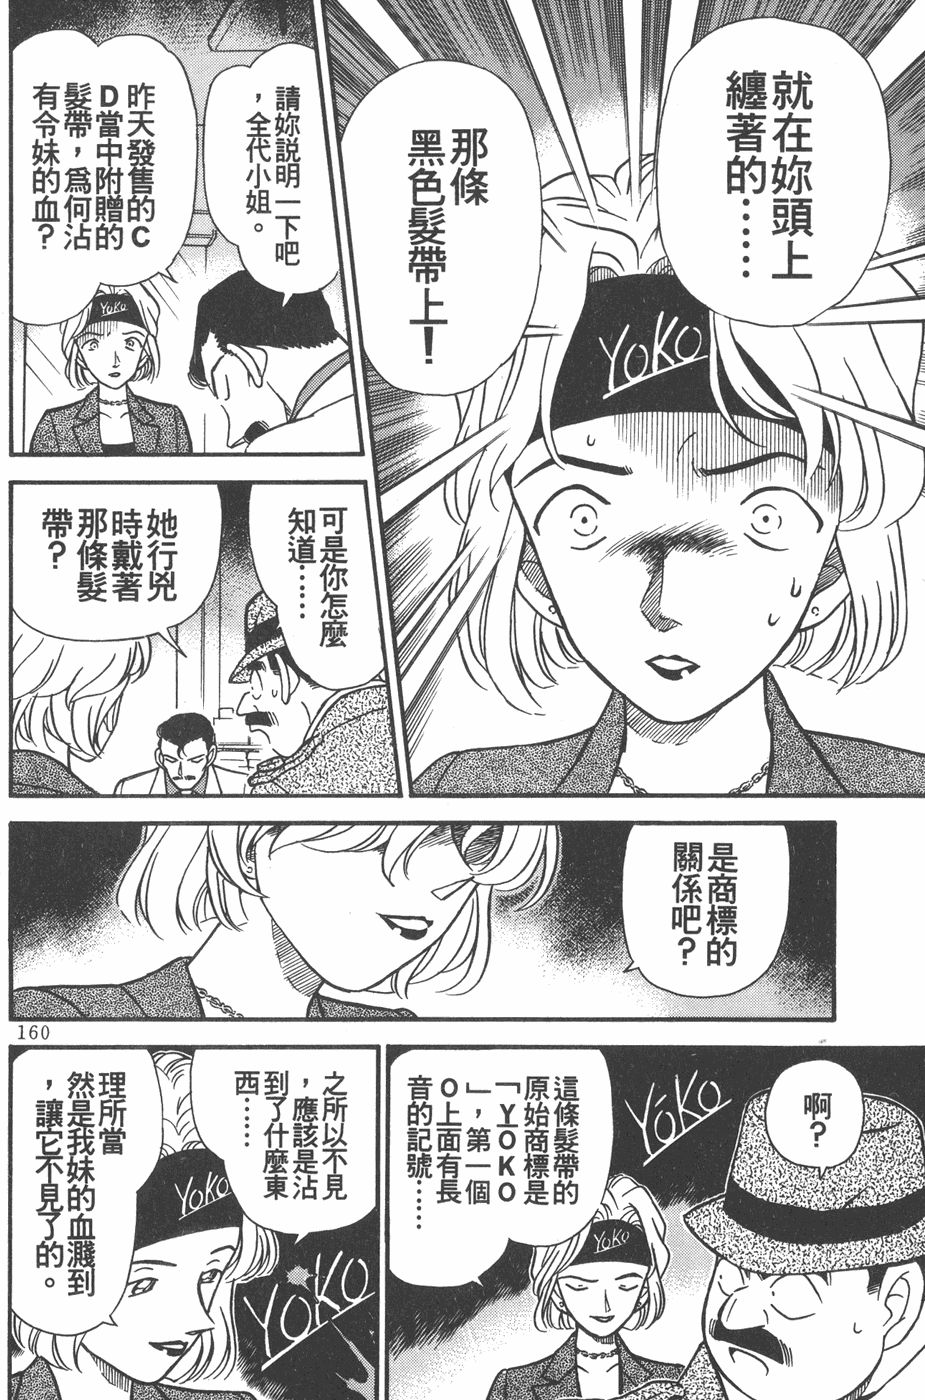 就在妳頭上
纏著的……
那條
黑色髮帶上！
YOKO
請妳説明一下吧
，全代小姐。
昨天發售的C
D當中附贈的
髮帶，爲何沾
有令妹的血？
YOKO
可是你怎麼
知道……
她行兇
時戴著
那條髮
帶？
是商標的
關係吧？
160
啊？
YŌKO
這條髮帶的
原始商標是
「YOKO
」，第一個
O上面有長
音的記號……
YOKO
之所以不見
，應該是沾
到了什麼東
西……
YOKO
理所當
然是我妹的血濺到
，讓它不見了的。
YOKO